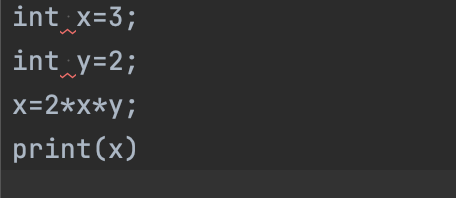 int x=3;
int y=2;
x=2*x*y;
print(x)